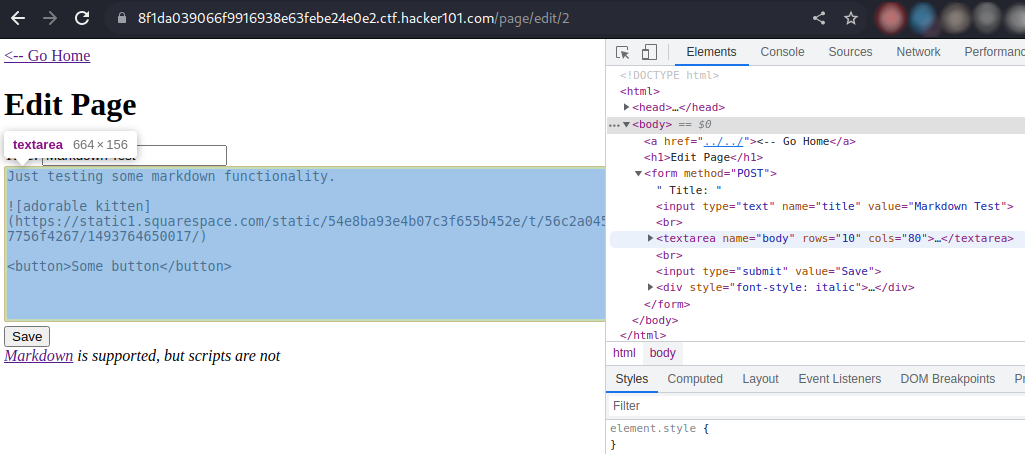 8f1da039066f9916938e63febe24e0e2.ctf.hacker101.com/page/edit/2
<-- Go Home
Edit Page
textarea 664 × 156
Markdown Test
Just testing some markdown functionality.
![adorable kitten]
(https://static1.squarespace.com/static/54e8ba93e4b07c3f655b452e/t/56c2a045
7756f4267/1493764650017/)
<button>Some button</button>
Save
Markdown is supported, but scripts are not
Elements Console Sources Network Performanc
<!DOCTYPE html>
<html>
<head>…</head>
<body> == $0
<a href="../../"><-- Go Home</a>
<h1>Edit Page</h1>
<form method="POST">
" Title: "
<input type="text" name="title" value="Markdown Test">
<br>
<textarea name="body" rows="10" cols="80">…</textarea>
<br>
<input type="submit" value="Save">
<div style="font-style: italic">…</div>
</form>
</body>
</html>
html body
Styles Computed Layout Event Listeners DOM Breakpoints Pr
Filter
element.style {
}